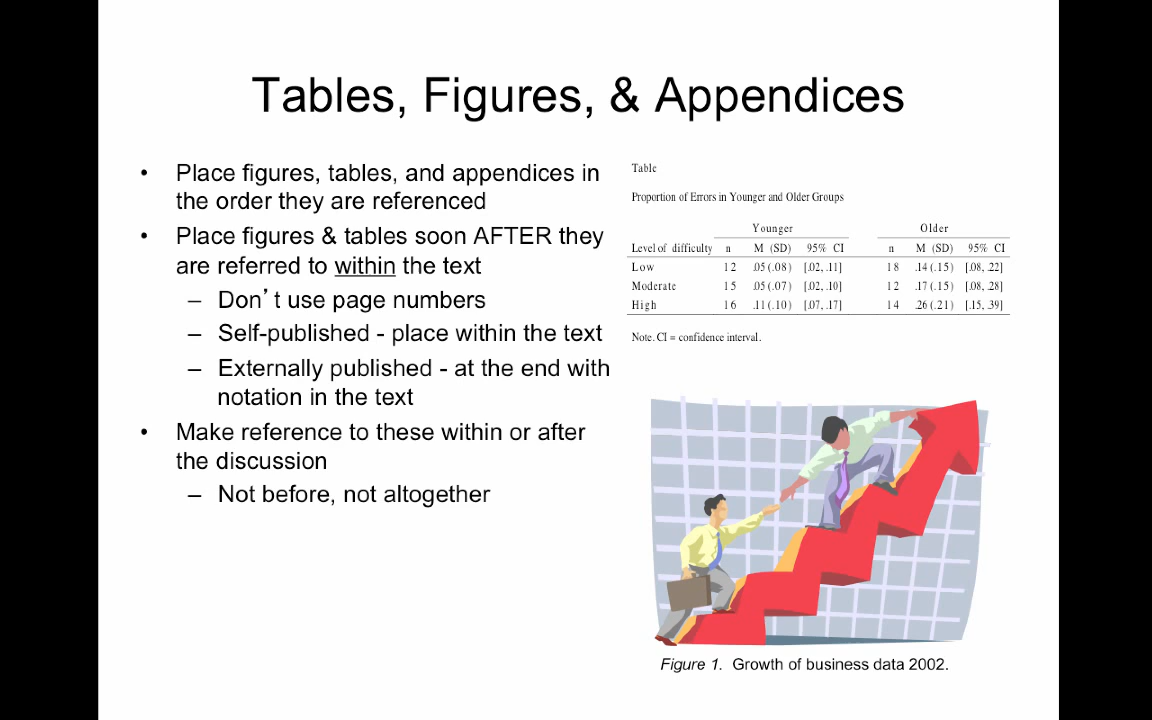 Tables, Figures, & Appendices
• Place figures, tables, and appendices in
the order they are referenced
• Place figures & tables soon AFTER they
are referred to within the text
– Don't use page numbers
– Self-published - place within the text
– Externally published - at the end with
notation in the text
• Make reference to these within or after
the discussion
– Not before, not altogether
Table
Proportion of Errors in Younger and Older Groups
Younger Older
Level of difficulty n M (SD) 95% CI n M (SD) 95% CI
Low 12 .05 (.08) [.02, .11] 18 .14 (.15) [.08, .22]
Moderate 15 .05 (.07) [.02, .10] 12 .17 (.15) [.08, .28]
High 16 .11 (.10) [.07, .17] 14 .26 (.21) [.15, .39]
Note. CI = confidence interval.
Figure 1. Growth of business data 2002.